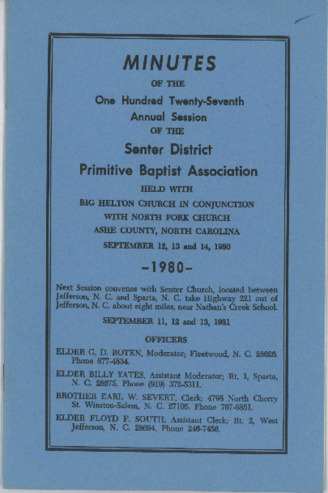 MINUTES
OF THE
One Hundred Twenty-Seventh
Annual Session
OF THE
Senter District
Primitive Baptist Association
HELD WITH
BIG HELTON CHURCH IN CONJUNCTION
WITH NORTH FORK CHURCH
ASHE COUNTY, NORTH CAROLINA
SEPTEMBER 12, 13 and 14, 1980
-1980-
Next Session convenes with Senter Church, located between
Jefferson, N. C. and Sparta, N. C. take Highway 221 out of
Jefferson, N. C. about eight miles, near Nathan's Creek School.
SEPTEMBER 11, 12 and 13, 1981
OFFICERS
ELDER G. D. ROTEN, Moderator; Fleetwood, N. C. 28626.
Phone 877-4834.
ELDER BILLY YATES, Assistant Moderator; Rt. 1, Sparta,
N. C. 28675. Phone (919) 372-5311.
BROTHER EARL W. SEVERT, Clerk; 4798 North Cherry
St. Winston-Salem, N. C. 27105. Phone 767-6851.
ELDER FLOYD F. SOUTH, Assistant Clerk; Rt. 2, West
Jefferson, N. C. 28694. Phone 246-7456.